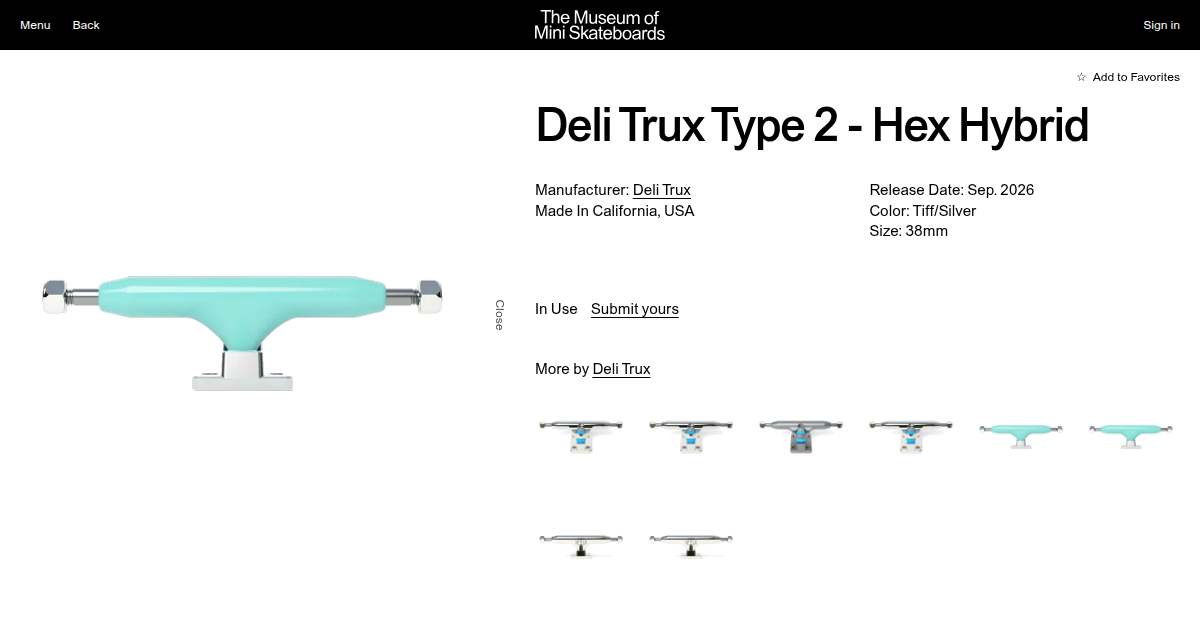 Menu Back
The Museum of
Mini Skateboards
Sign in
☆ Add to Favorites
Deli Trux Type 2 - Hex Hybrid
Manufacturer: Deli Trux
Made In California, USA
Release Date: Sep. 2026
Color: Tiff/Silver
Size: 38mm
Close
In Use Submit yours
More by Deli Trux